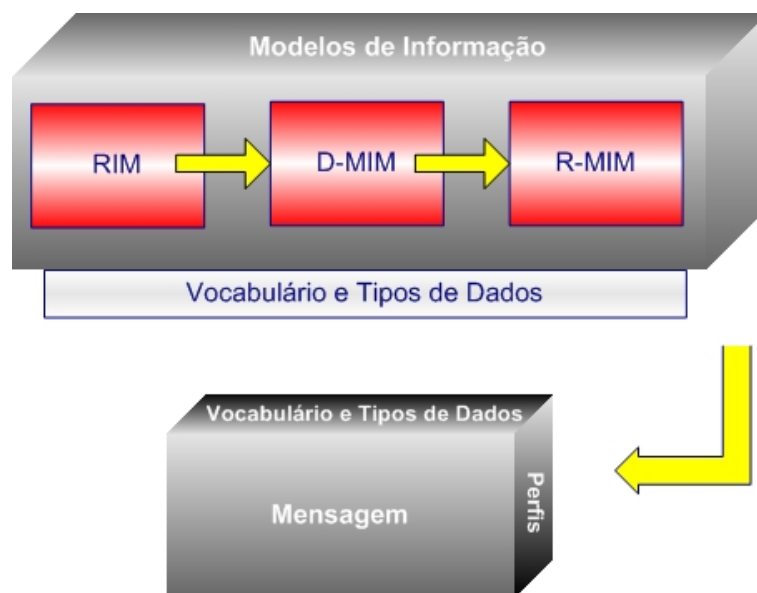 Modelos de Informação
RIM
D-MIM
R-MIM
Vocabulário e Tipos de Dados
Vocabulário e Tipos de Dados
Mensagem
Perfis